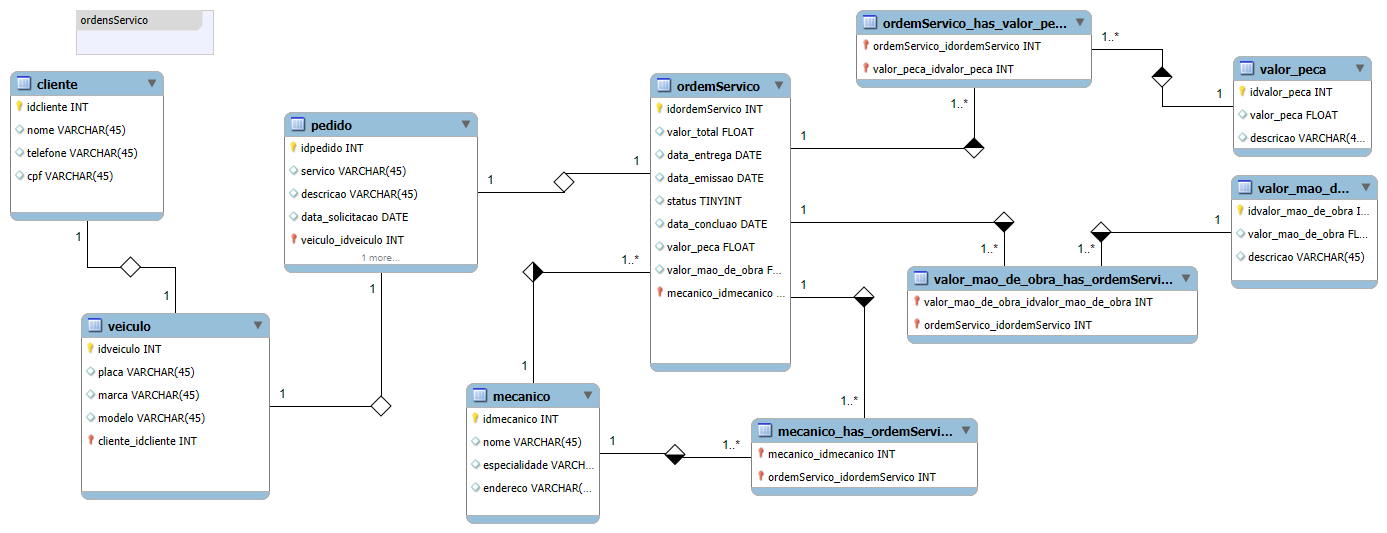 ordensServico
cliente
idcliente INT
nome VARCHAR(45)
telefone VARCHAR(45)
cpf VARCHAR(45)
1
1
veiculo
idveiculo INT
placa VARCHAR(45)
marca VARCHAR(45)
modelo VARCHAR(45)
cliente_idcliente INT
1
1
pedido
idpedido INT
servico VARCHAR(45)
descricao VARCHAR(45)
data_solicitacao DATE
veiculo_idveiculo INT
1 more...
1
1
ordemServico
idordemServico INT
valor_total FLOAT
data_entrega DATE
data_emissao DATE
status TINYINT
data_concluao DATE
valor_peca FLOAT
valor_mao_de_obra F...
mecanico_idmecanico ...
1..*
1
mecanico
idmecanico INT
nome VARCHAR(45)
especialidade VARCH...
endereco VARCHAR(...
1
1..*
mecanico_has_ordemServi...
mecanico_idmecanico INT
ordemServico_idordemServico INT
1
1..*
ordemServico_has_valor_pe...
ordemServico_idordemServico INT
valor_peca_idvalor_peca INT
1
1..*
1..*
1
valor_peca
idvalor_peca INT
valor_peca FLOAT
descricao VARCHAR(4...
valor_mao_d...
idvalor_mao_de_obra I...
valor_mao_de_obra FL...
descricao VARCHAR(45)
1
1..*
1
1..*
valor_mao_de_obra_has_ordemServi...
valor_mao_de_obra_idvalor_mao_de_obra INT
ordemServico_idordemServico INT